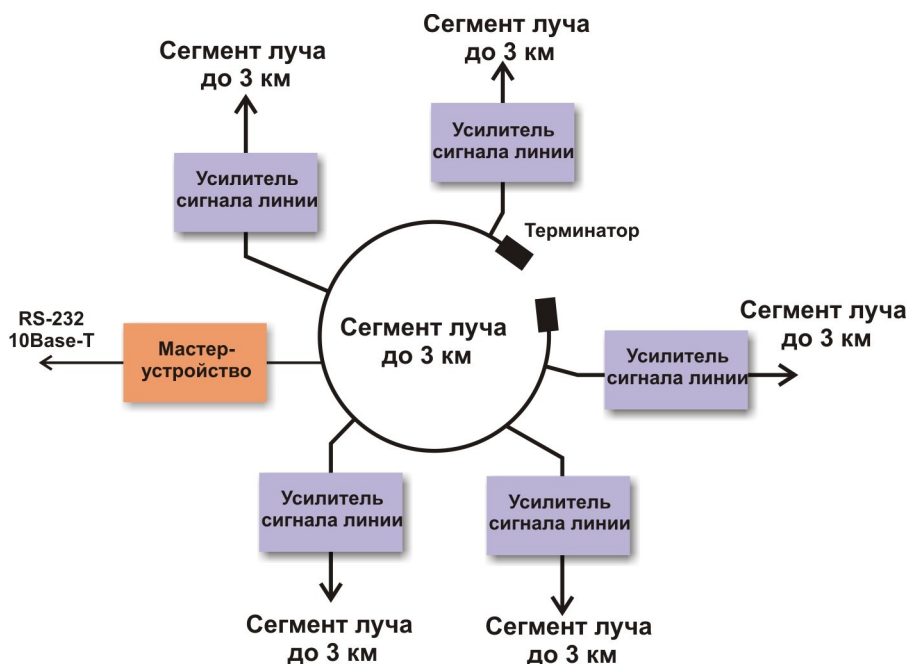 Сегмент луча
до 3 км
Сегмент луча
до 3 км
Усилитель
сигнала линии
Усилитель
сигнала линии
Терминатор
RS-232
10Base-T
Мастер-
устройство
Сегмент луча
до 3 км
Усилитель
сигнала линии
Сегмент луча
до 3 км
Усилитель
сигнала линии
Усилитель
сигнала линии
Сегмент луча
до 3 км
Сегмент луча
до 3 км